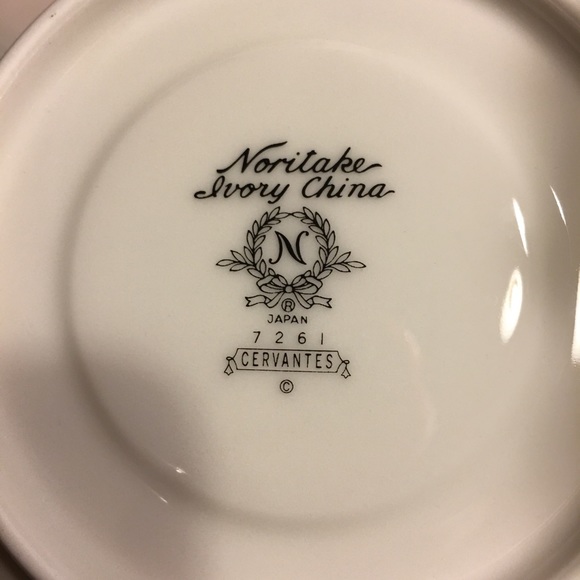 Noritake
Ivory China
N
®
JAPAN
7261
CERVANTES
©